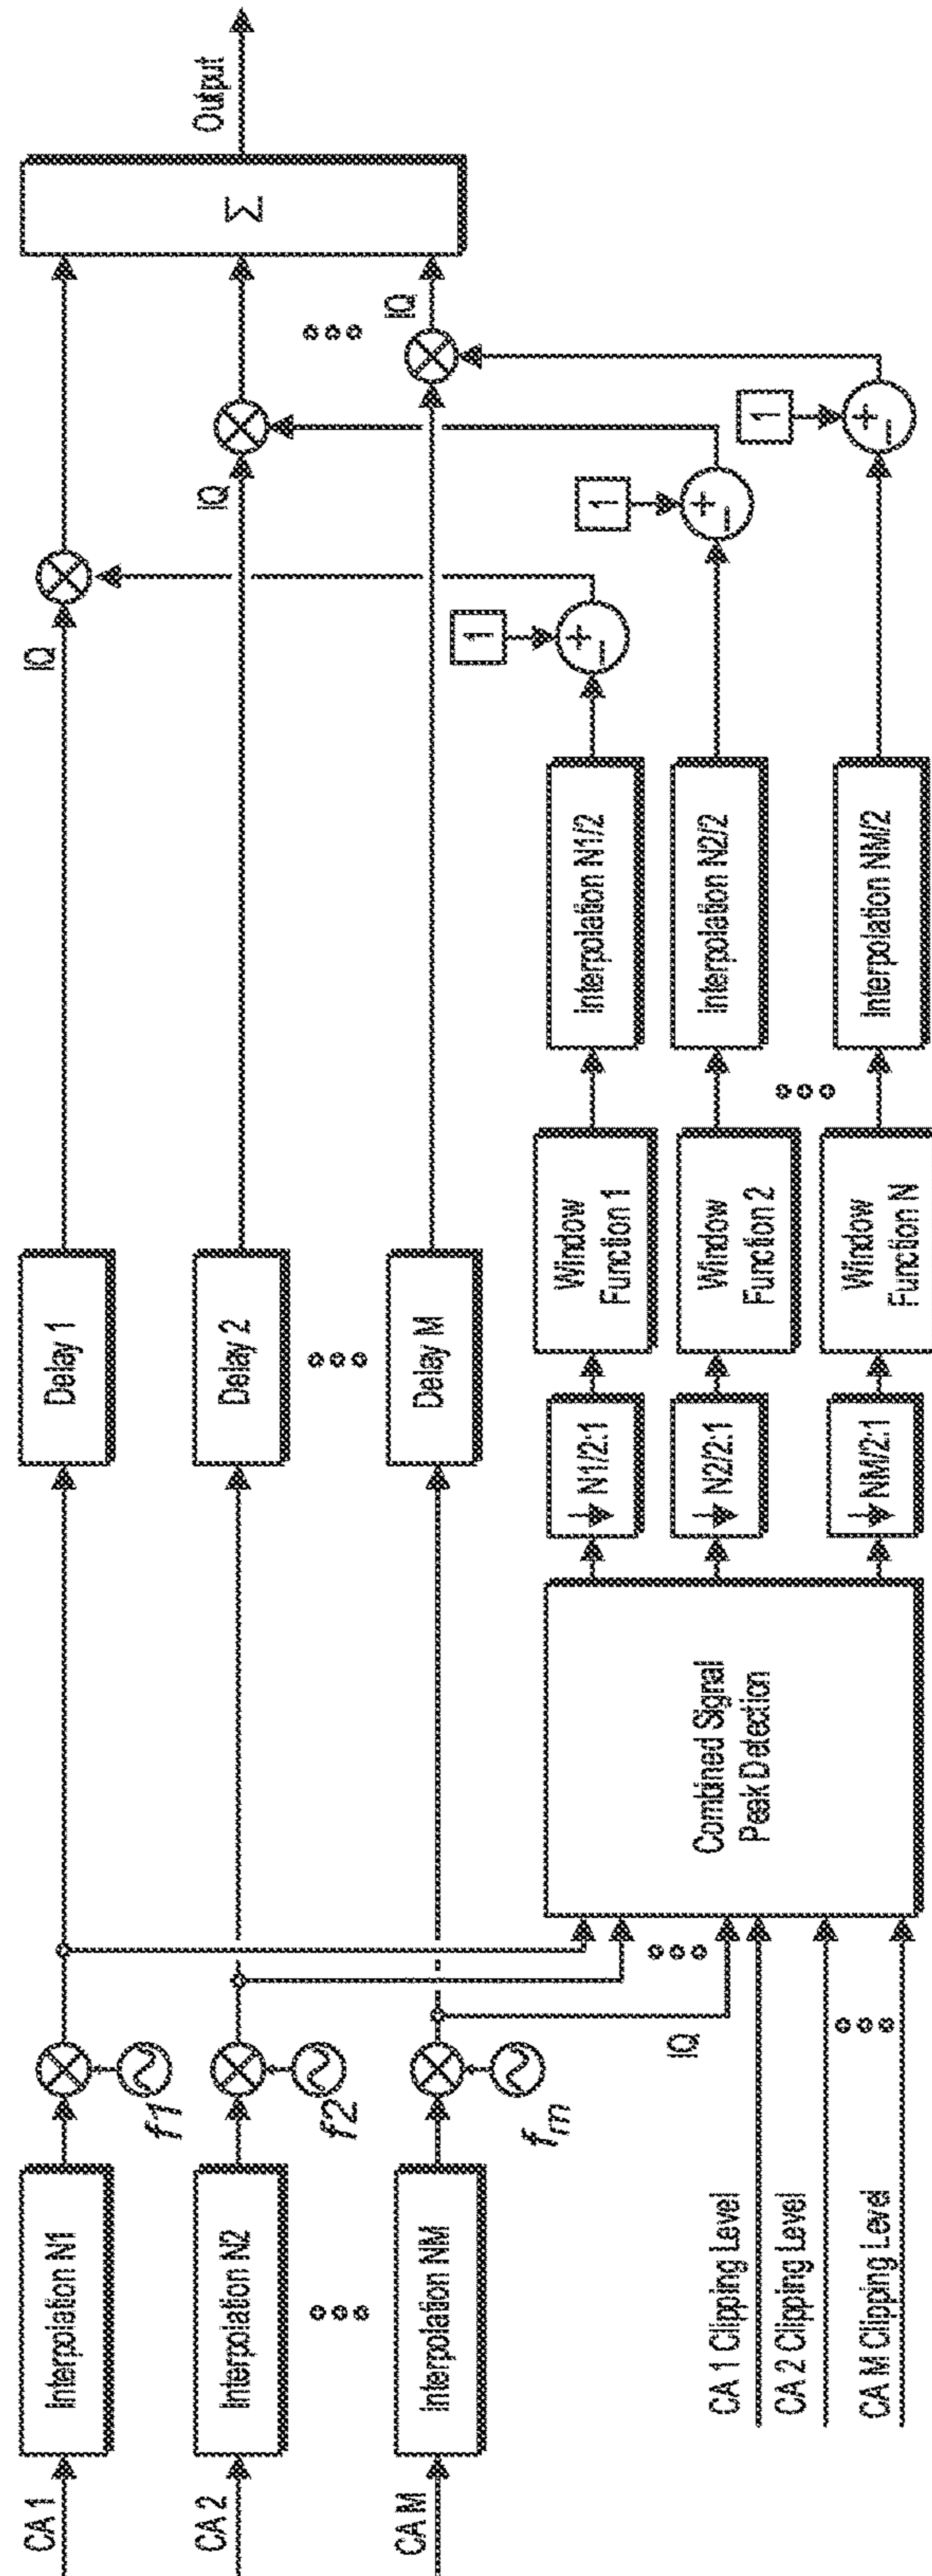 CA 1
Interpolation N1
f1
Delay 1
IQ
CA 2
Interpolation N2
f2
Delay 2
IQ
CA M
Interpolation NM
fm
Delay M
IQ
Σ
Output
IQ
CA 1 Clipping Level
CA 2 Clipping Level
CA M Clipping Level
Combined Signal
Peak Detection
N1/2:1
Window
Function 1
Interpolation N1/2
1
+
−
N2/2:1
Window
Function 2
Interpolation N2/2
1
+
−
NM/2:1
Window
Function N
Interpolation NM/2
1
+
−